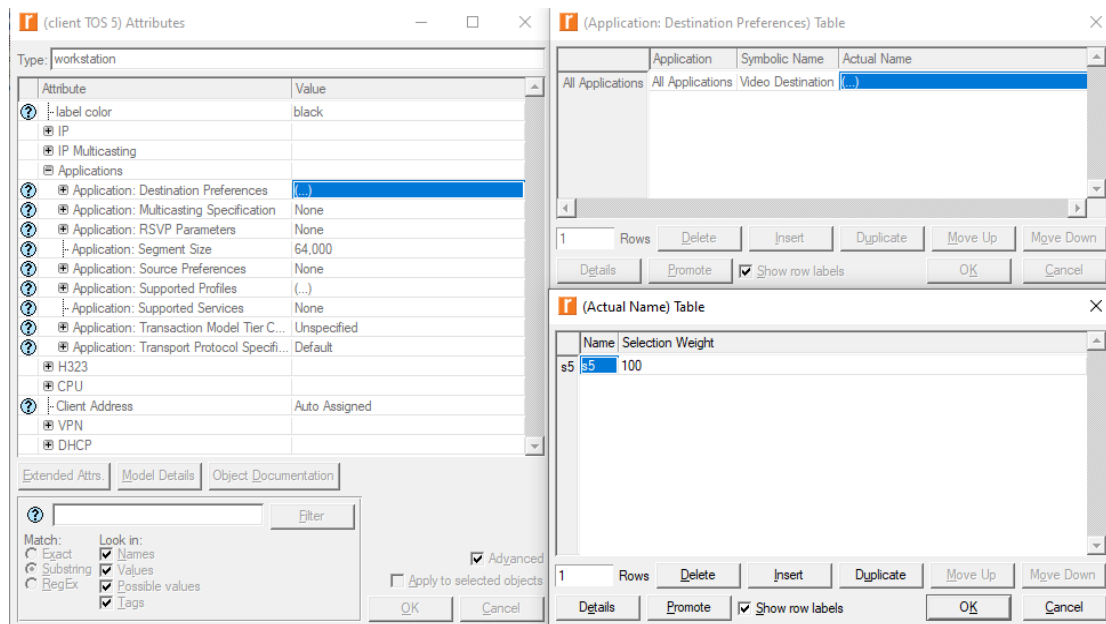 (client TOS 5) Attributes
Type: workstation
Attribute Value
label color black
IP
IP Multicasting
Applications
Application: Destination Preferences (...)
Application: Multicasting Specification None
Application: RSVP Parameters None
Application: Segment Size 64,000
Application: Source Preferences None
Application: Supported Profiles (...)
Application: Supported Services None
Application: Transaction Model Tier C... Unspecified
Application: Transport Protocol Specifi... Default
H323
CPU
Client Address Auto Assigned
VPN
DHCP
Extended Attrs. Model Details Object Documentation
Filter
Match: Look in:
Exact Names
Substring Values
RegEx Possible values
Tags
Advanced
Apply to selected objects
OK Cancel
(Application: Destination Preferences) Table
Application Symbolic Name Actual Name
All Applications All Applications Video Destination (...)
1 Rows Delete Insert Duplicate Move Up Move Down
Details Promote Show row labels OK Cancel
(Actual Name) Table
Name Selection Weight
s5 s5 100
1 Rows Delete Insert Duplicate Move Up Move Down
Details Promote Show row labels OK Cancel